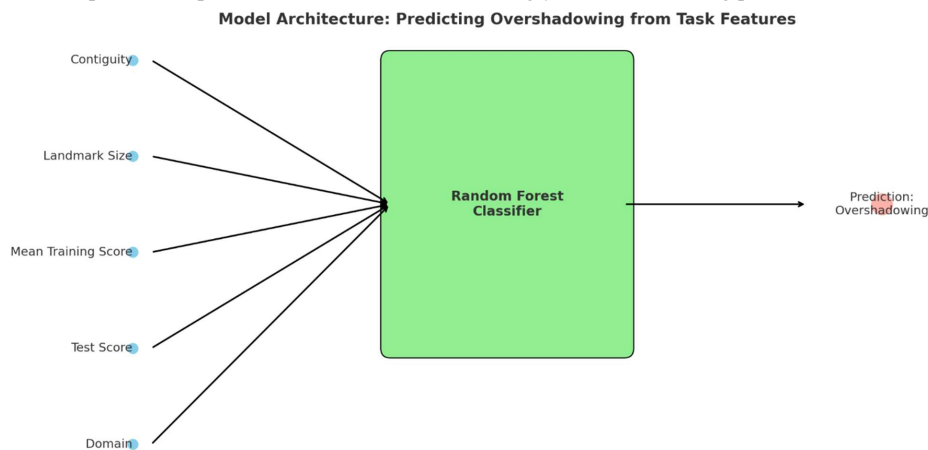 Model Architecture: Predicting Overshadowing from Task Features
Contiguity
Landmark Size
Mean Training Score
Test Score
Domain
Random Forest
Classifier
Prediction:
Overshadowing